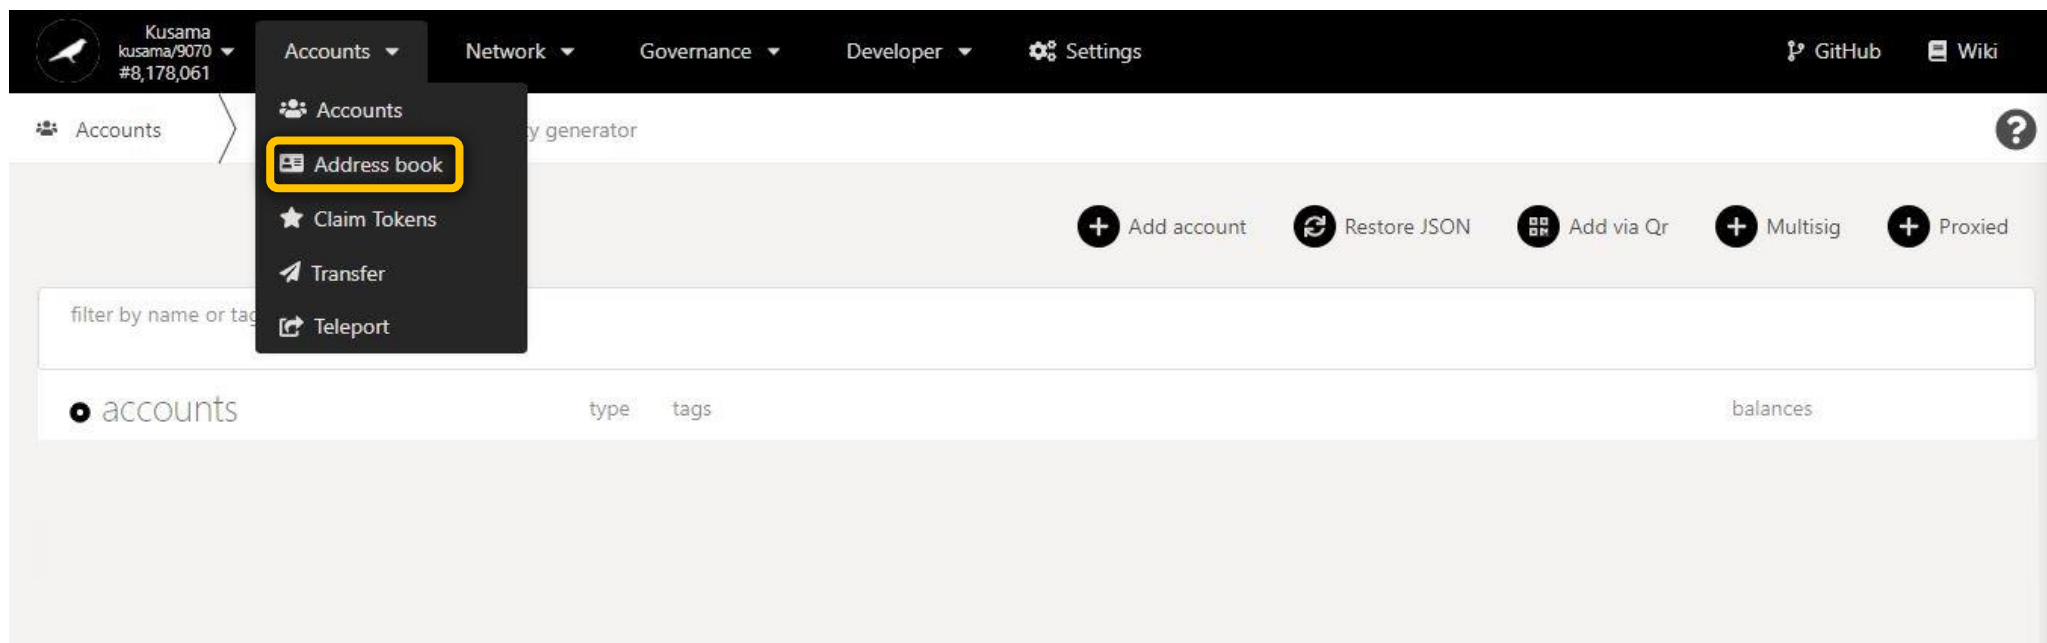 Kusama
kusama/9070
#8,178,061
Accounts
Network
Governance
Developer
Settings
GitHub
Wiki
Accounts
Address book
Claim Tokens
Transfer
Teleport
Accounts
generator
Add account
Restore JSON
Add via Qr
Multisig
Proxied
filter by name or
accounts
type
tags
balances